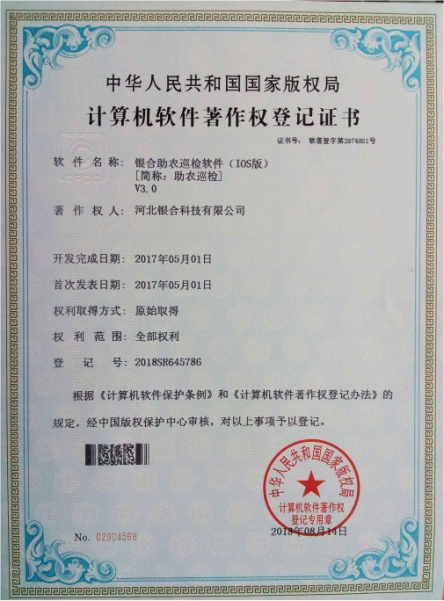 中华人民共和国国家版权局
计算机软件著作权登记证书
证书号: 软著登字第2974881号
软件名称: 银合助农巡检软件(IOS版)
[简称:助农巡检]
V3.0
著作权人: 河北银合科技有限公司
开发完成日期: 2017年05月01日
首次发表日期: 2017年05月01日
权利取得方式: 原始取得
权利范围: 全部权利
登记号: 2018SR645786
根据《计算机软件保护条例》和《计算机软件著作权登记办法》的
规定,经中国版权保护中心审核,对以上事项予以登记。
中华人民共和国国家版权局
计算机软件著作权
登记专用章
No. 02904568
2018年08月14日